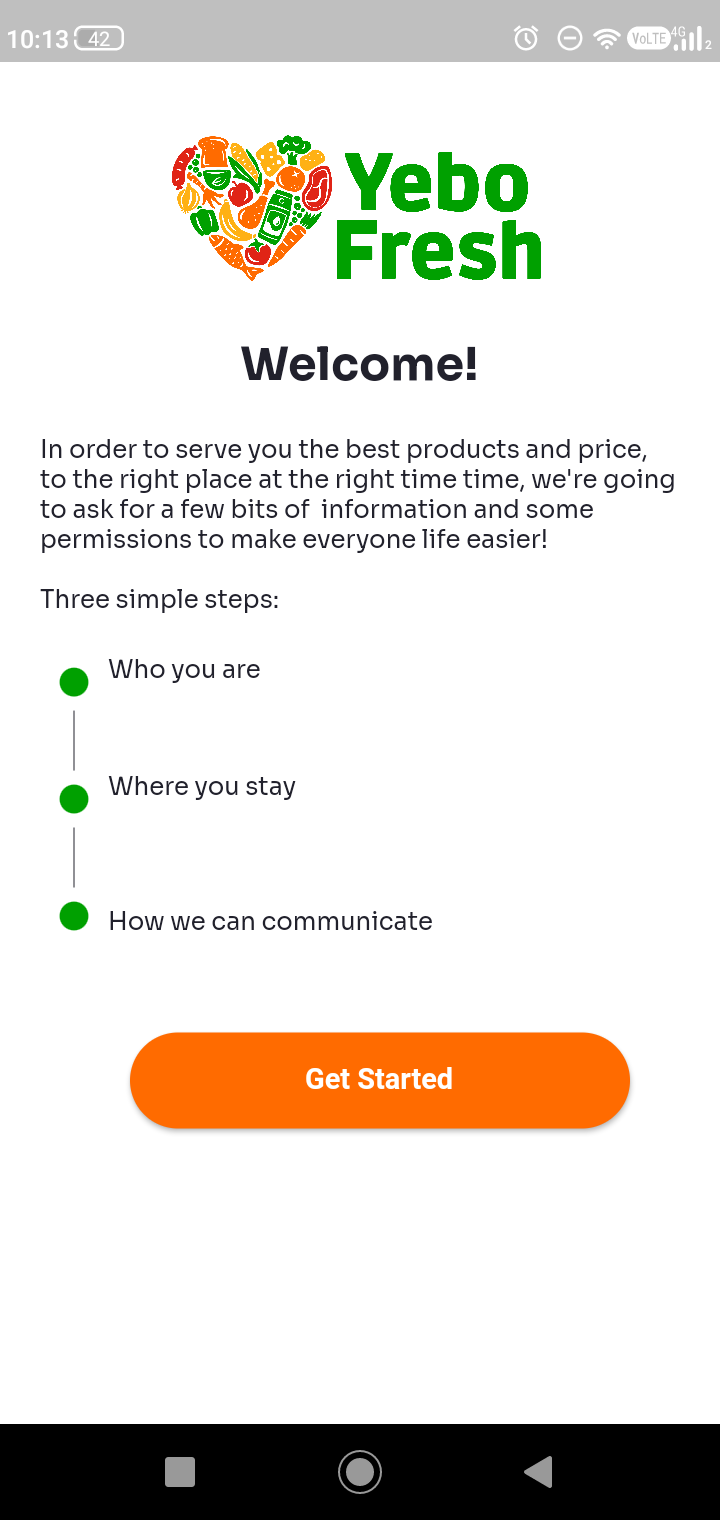 10:13 42 VoLTE 4G 2
Yebo
Fresh
Welcome!
In order to serve you the best products and price,
to the right place at the right time time, we're going
to ask for a few bits of  information and some
permissions to make everyone life easier!
Three simple steps:
Who you are
Where you stay
How we can communicate
Get Started